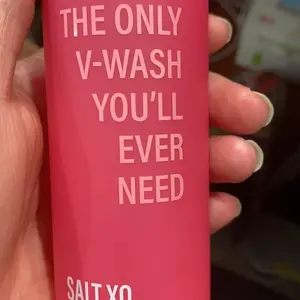 THE ONLY
V-WASH
YOU'LL
EVER
NEED
SALT XO